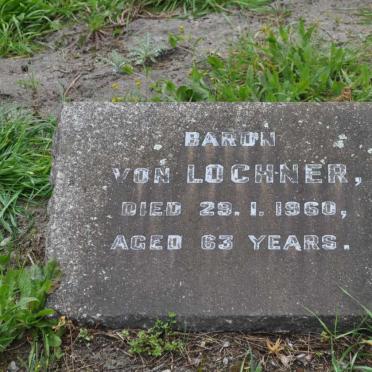 BARON
VON LOCHNER,
DIED 29. 1. 1960,
AGED 63 YEARS.